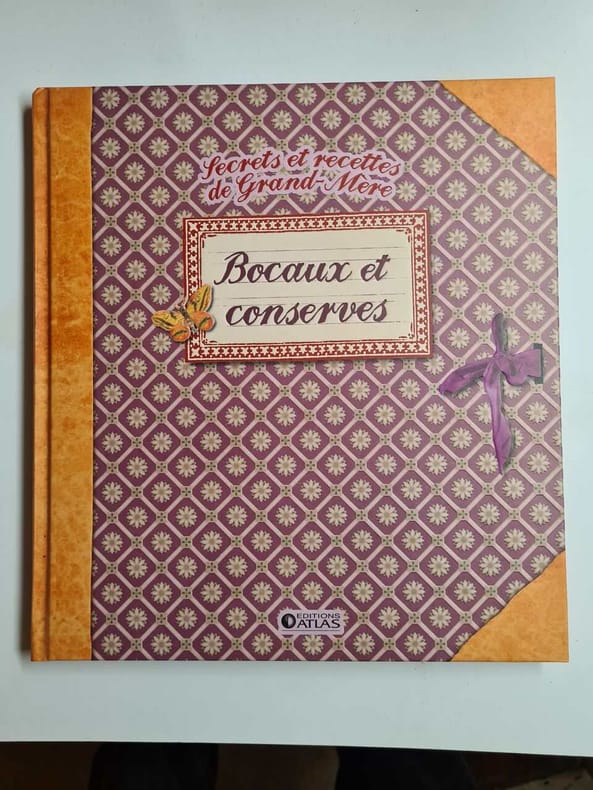 Secrets et recettes
de Grand-Mère
Bocaux et
conserves
EDITIONS
ATLAS